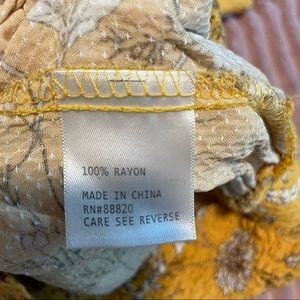 100% RAYON
MADE IN CHINA
RN#88820
CARE SEE REVERSE